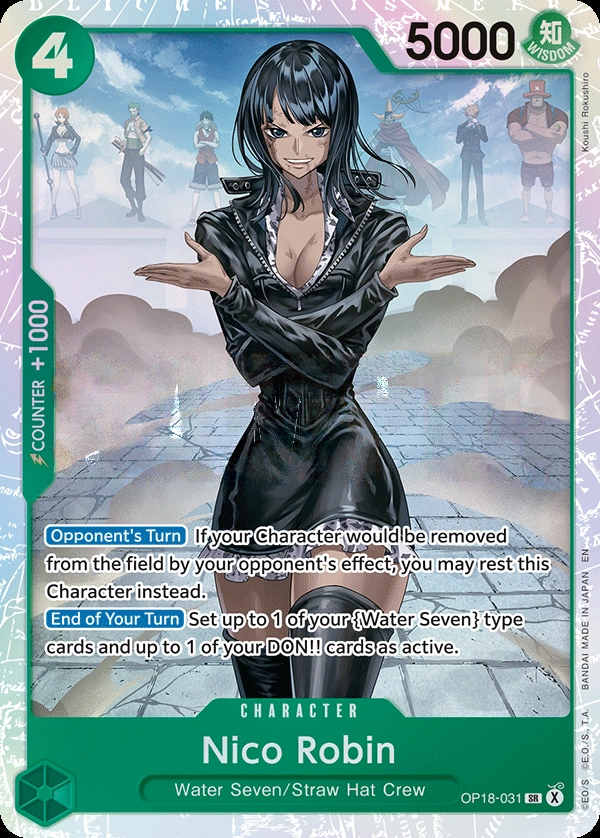 4
5000
知
WISDOM
Koushi Rokushiro
COUNTER +1000
Opponent's Turn If your Character would be removed
from the field by your opponent's effect, you may rest this
Character instead.
End of Your Turn Set up to 1 of your {Water Seven} type
cards and up to 1 of your DON!! cards as active.
CHARACTER
Nico Robin
Water Seven/Straw Hat Crew
OP18-031 SR X
©E.O/S ©E.O./S., T.A. BANDAI MADE IN JAPAN EN